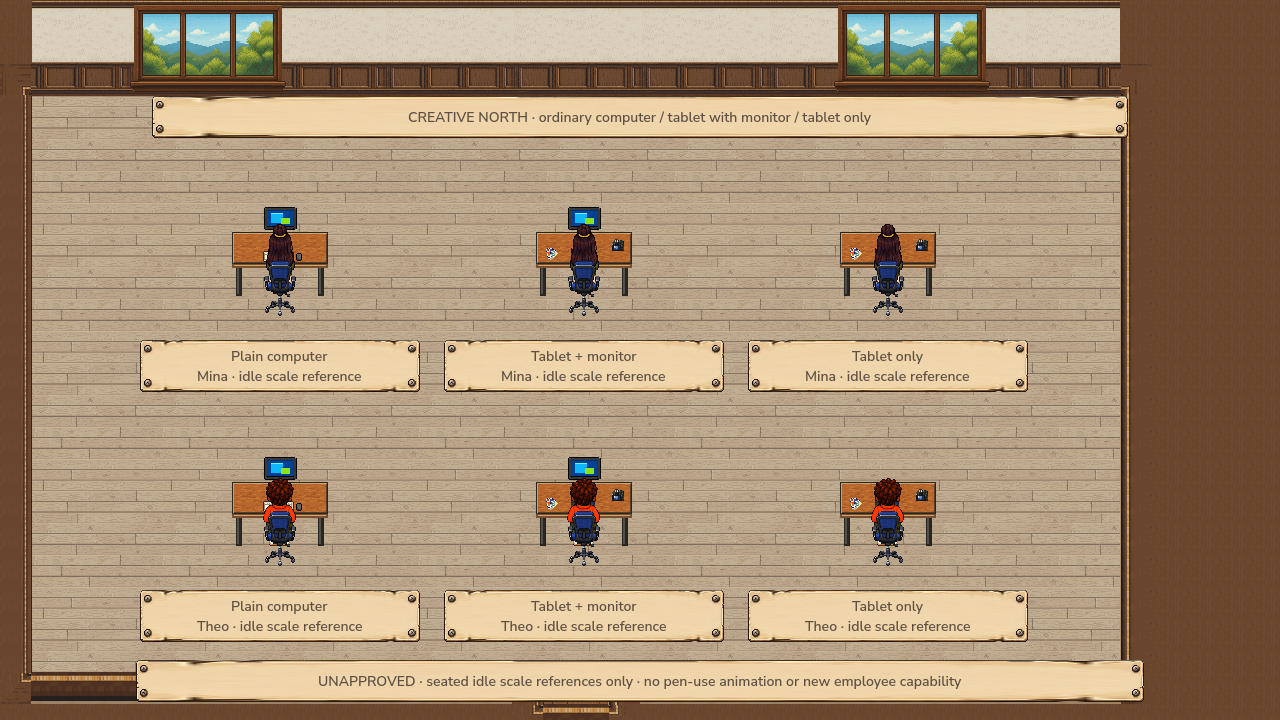 CREATIVE NORTH · ordinary computer / tablet with monitor / tablet only
Plain computer
Mina · idle scale reference
Tablet + monitor
Mina · idle scale reference
Tablet only
Mina · idle scale reference
Plain computer
Theo · idle scale reference
Tablet + monitor
Theo · idle scale reference
Tablet only
Theo · idle scale reference
UNAPPROVED · seated idle scale references only · no pen-use animation or new employee capability